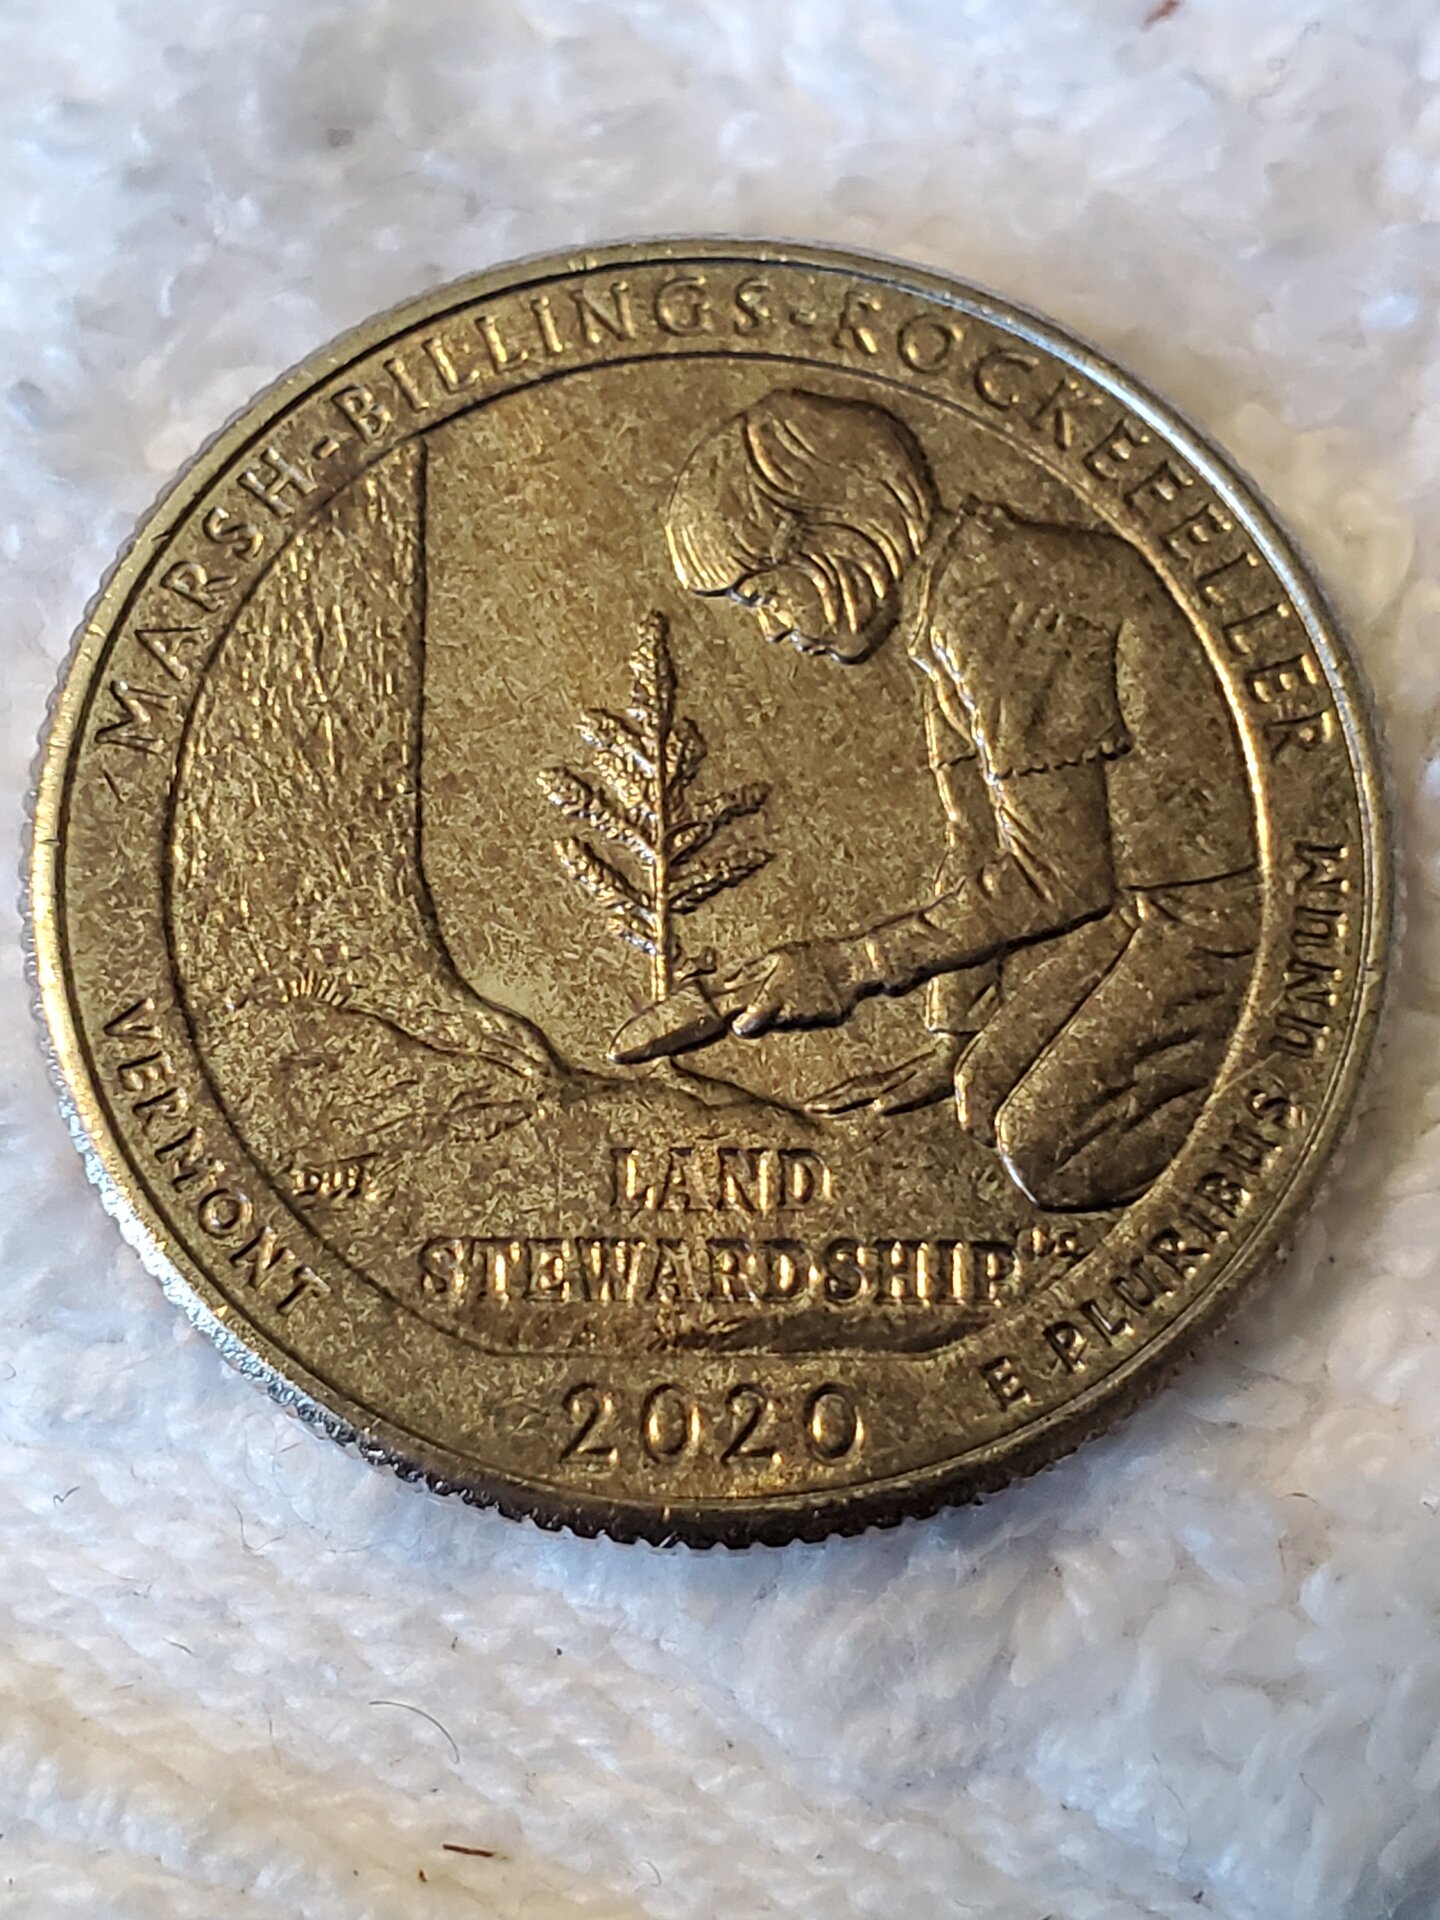 MARSH-BILLINGS-ROCKEFELLER
VERMONT
LAND
STEWARDSHIP
2020
E PLURIBUS UNUM